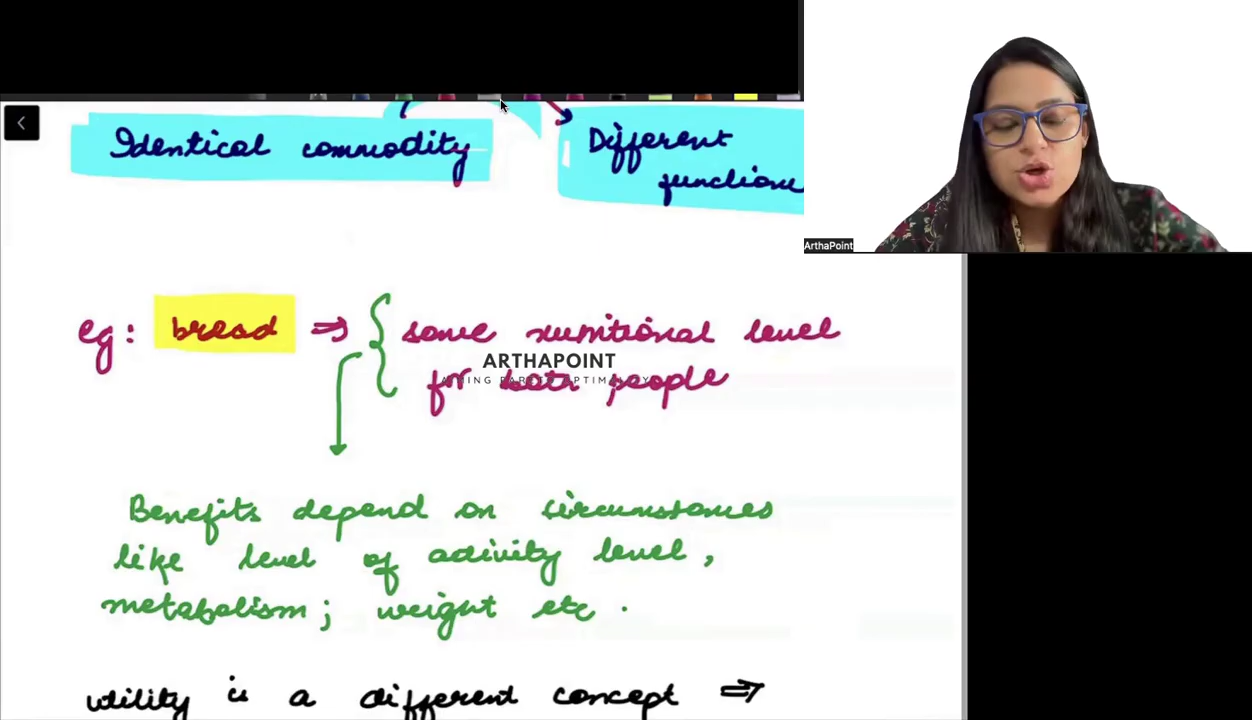 Identical commodity
Different
functions
ArthaPoint
eg: bread ⇒ { same nutritional level
for both people
ARTHAPOINT
Benefits depend on circumstances
like level of activity level,
metabolism; weight etc.
utility is a different concept ⇒